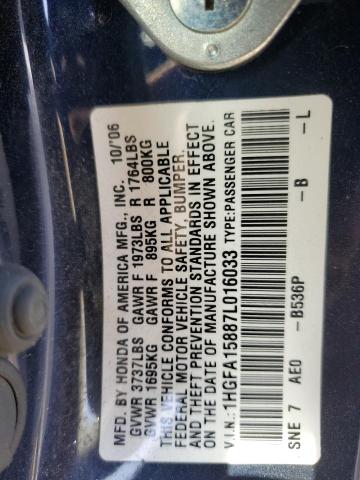 MFD. BY HONDA OF AMERICA MFG., INC. 10/'06
GVWR 3737LBS GAWR F 1973LBS R 1764LBS
GVWR 1695KG GAWR F 895KG R 800KG
THIS VEHICLE CONFORMS TO ALL APPLICABLE
FEDERAL MOTOR VEHICLE SAFETY, BUMPER,
AND THEFT PREVENTION STANDARDS IN EFFECT
ON THE DATE OF MANUFACTURE SHOWN ABOVE.
V.I.N.: 1HGFA15887L016033 TYPE:PASSENGER CAR
SNE 7 AE0 -B536P -B -L